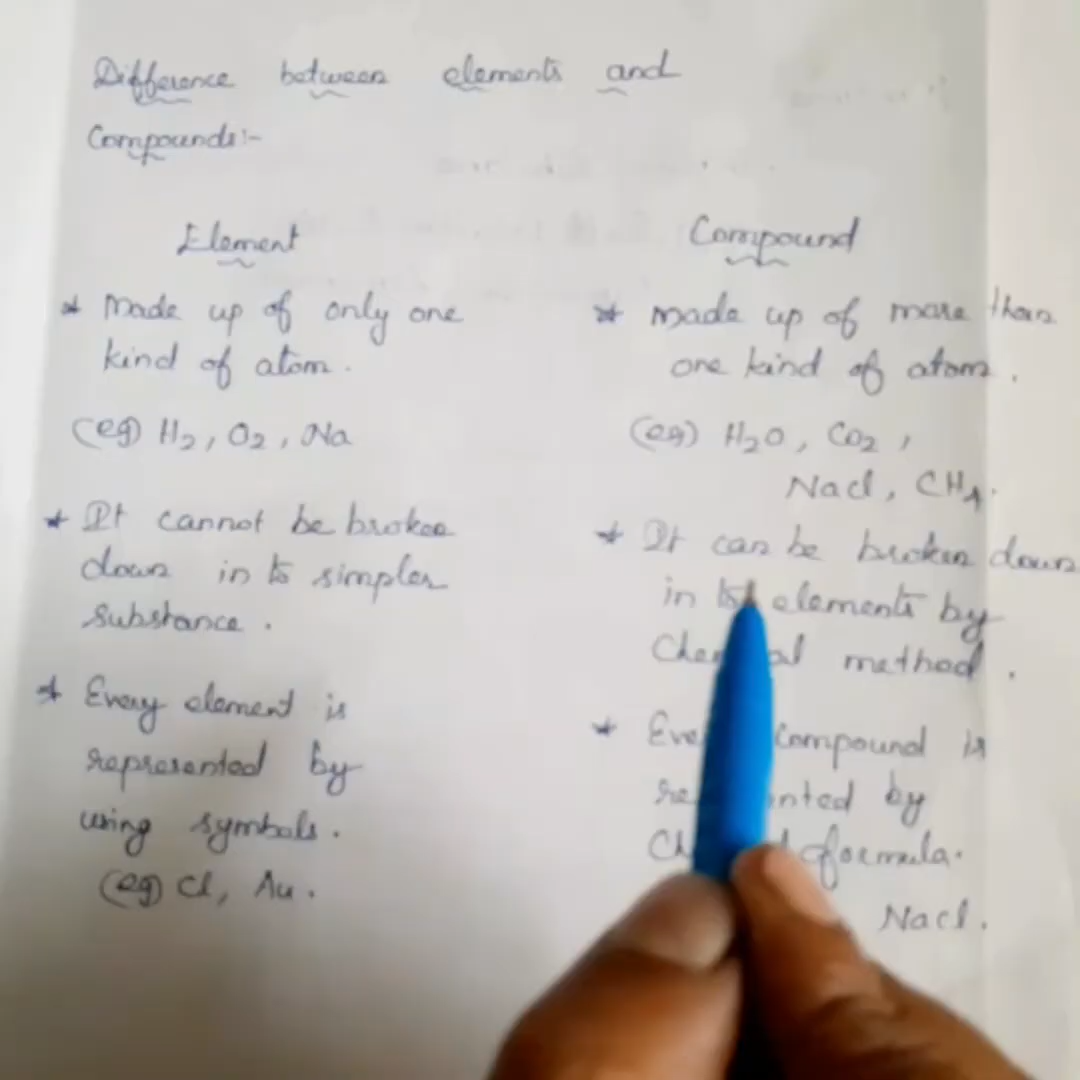 Difference between elements and
Compounds:-
Element
* Made up of only one
kind of atom.
(eg) H2, O2, Na
* It cannot be broken
down in to simpler
substance.
* Every element is
represented by
using symbols.
(eg) Cl, Au.
Compound
* made up of more than
one kind of atom.
(eg) H2O, CO2,
Nacl, CH4.
* It can be broken down
in to elements by
method.
* compound is
by
formula.
Nacl.